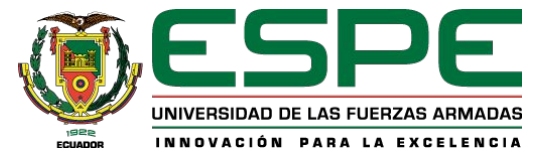 ESPE
UNIVERSIDAD DE LAS FUERZAS ARMADAS
INNOVACIÓN PARA LA EXCELENCIA
1922
ECUADOR